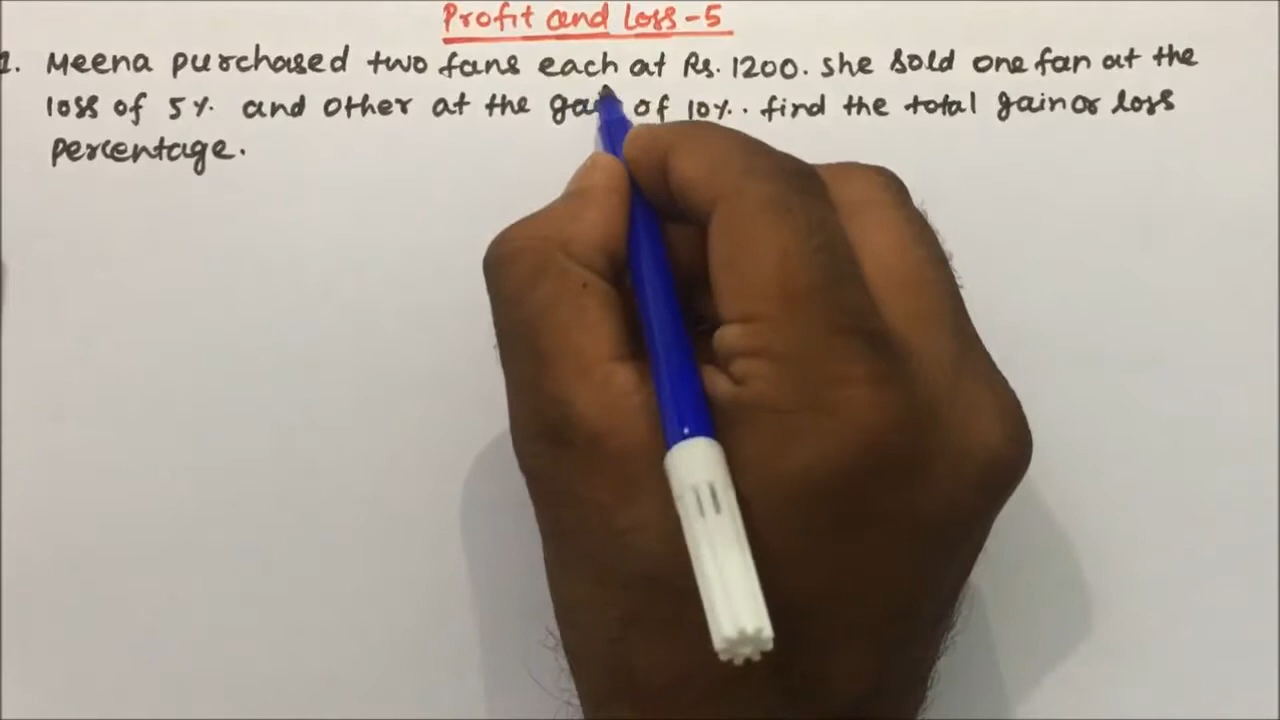 Profit and Loss-5
1. Meena purchased two fans each at Rs. 1200. she sold one fan at the
loss of 5%. and other at the of 10%. find the total gain or loss
percentage.